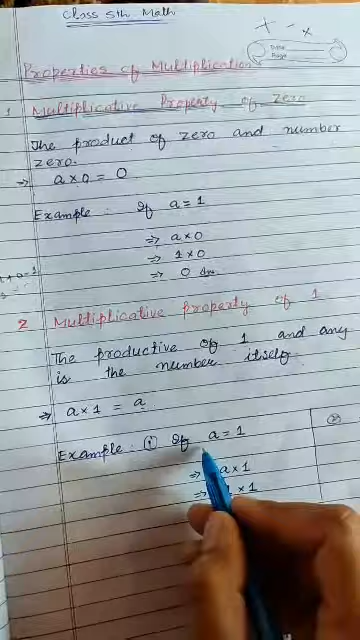 Class 5th Math
Date
Page
Properties of Multiplication
1 Multiplicative Property of zero
The product of zero and number
zero.
⇒ a×0 = 0
Example : If a = 1
⇒ a×0
⇒ 1×0
⇒ 0 Ans
2 Multiplicative property of 1
The productive of 1 and any
is the number itself
⇒ a×1 = a
Example : (i) If a = 1
⇒ a×1
⇒ ×1